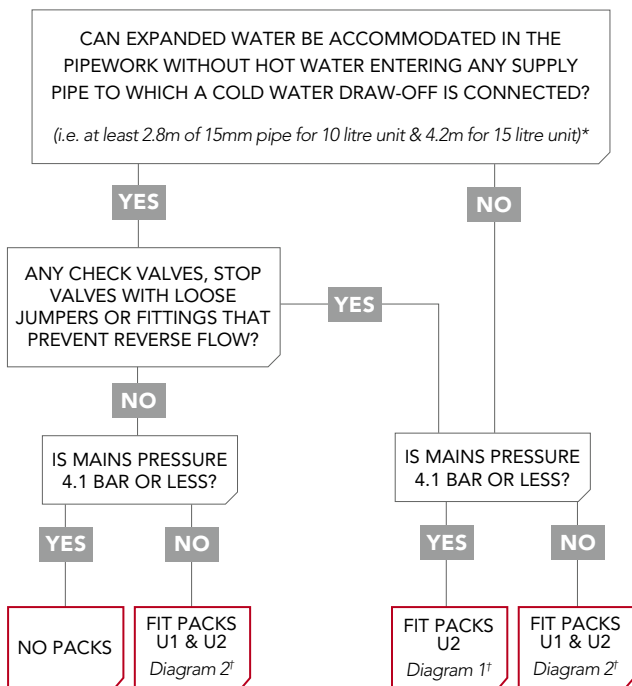 CAN EXPANDED WATER BE ACCOMMODATED IN THE
PIPEWORK WITHOUT HOT WATER ENTERING ANY SUPPLY
PIPE TO WHICH A COLD WATER DRAW-OFF IS CONNECTED?
(i.e. at least 2.8m of 15mm pipe for 10 litre unit & 4.2m for 15 litre unit)*
YES
NO
ANY CHECK VALVES, STOP
VALVES WITH LOOSE
JUMPERS OR FITTINGS THAT
PREVENT REVERSE FLOW?
YES
NO
IS MAINS PRESSURE
4.1 BAR OR LESS?
IS MAINS PRESSURE
4.1 BAR OR LESS?
YES
NO
YES
NO
NO PACKS
FIT PACKS
U1 & U2
Diagram 2†
FIT PACKS
U2
Diagram 1†
FIT PACKS
U1 & U2
Diagram 2†